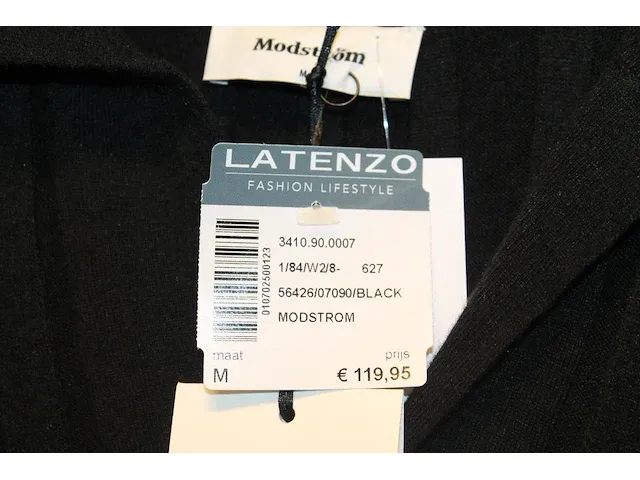 Modström
M
LATENZO
FASHION LIFESTYLE
3410.90.0007
1/84/W2/8- 627
56426/07090/BLACK
MODSTROM
010702500123
maat prijs
M € 119,95